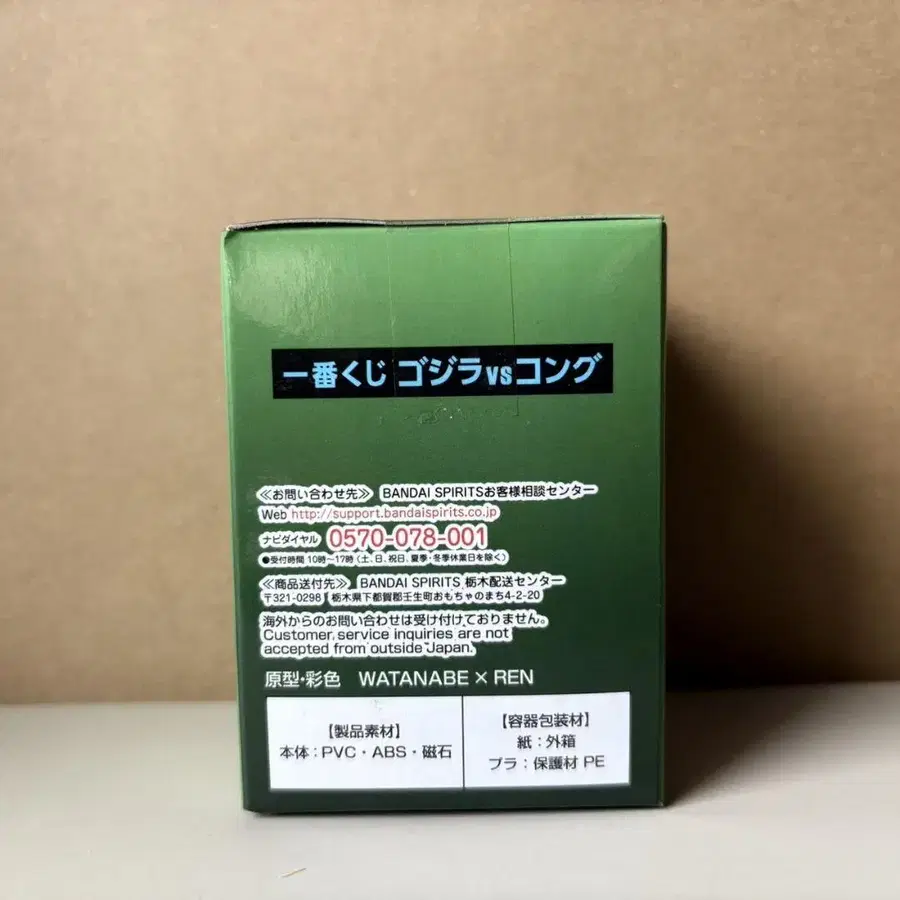 一番くじ ゴジラvsコング
≪お問い合わせ先≫ BANDAI SPIRITSお客様相談センター
Web http://support.bandaispirits.co.jp
ナビダイヤル 0570-078-001
●受付時間 10時〜17時 (土、日、祝日、夏季・冬季休業日を除く)
≪商品送付先≫ BANDAI SPIRITS 栃木配送センター
〒321-0298 栃木県下都賀郡壬生町おもちゃのまち4-2-20
海外からのお問い合わせは受け付けておりません。
Customer service inquiries are not
accepted from outside Japan.
原型・彩色 WATANABE × REN
【製品素材】
本体：PVC・ABS・磁石
【容器包装材】
紙：外箱
プラ：保護材 PE